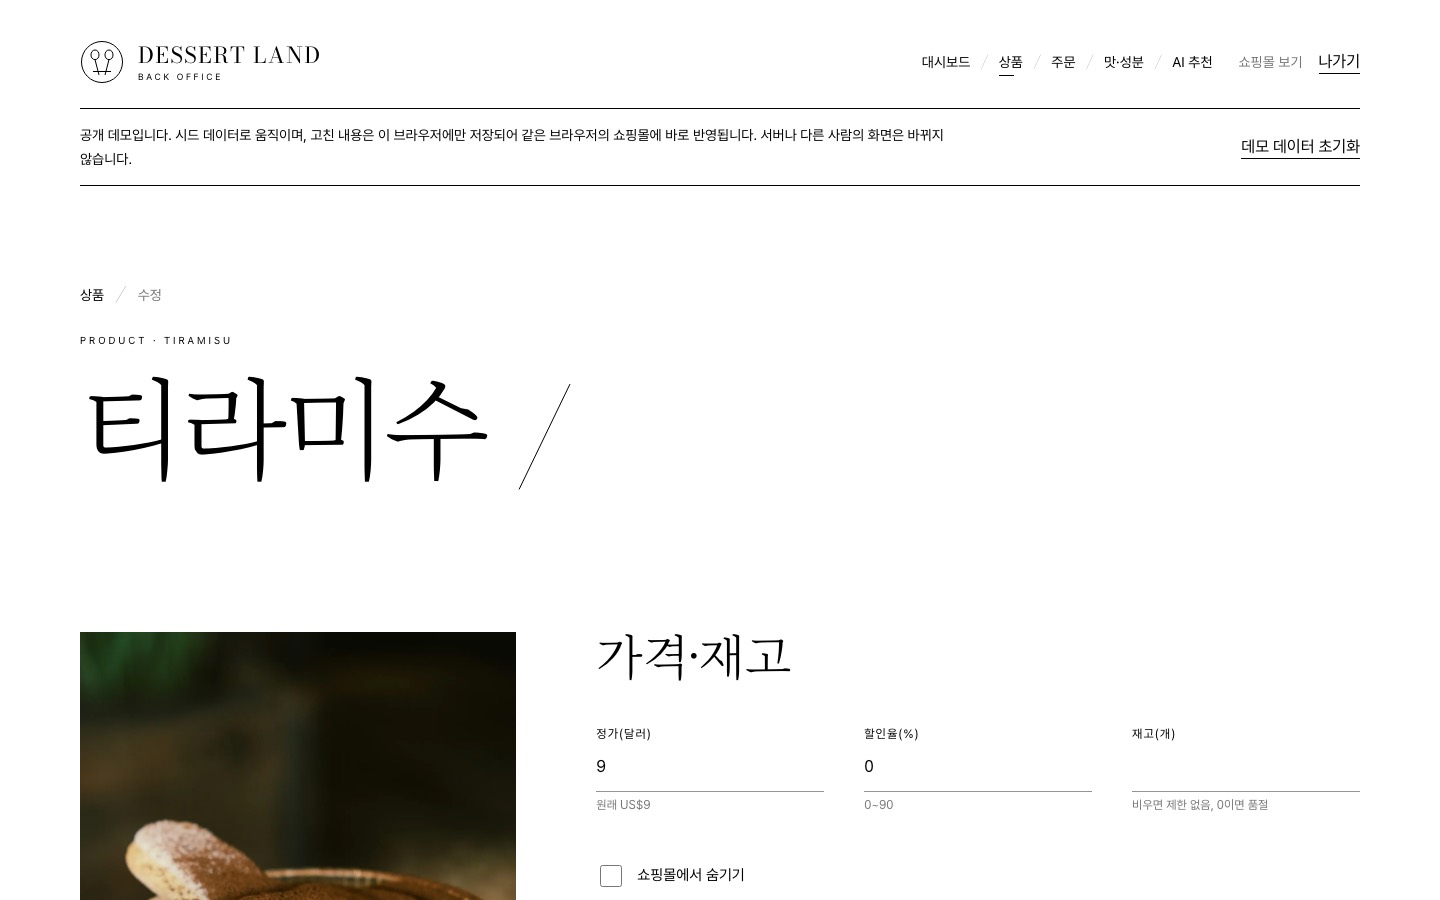 DESSERT LAND
BACK OFFICE
대시보드 / 상품 / 주문 / 맛·성분 / AI 추천 쇼핑몰 보기 나가기
공개 데모입니다. 시드 데이터로 움직이며, 고친 내용은 이 브라우저에만 저장되어 같은 브라우저의 쇼핑몰에 바로 반영됩니다. 서버나 다른 사람의 화면은 바뀌지
않습니다.
데모 데이터 초기화
상품 / 수정
PRODUCT · TIRAMISU
티라미수 /
가격·재고
정가(달러) 할인율(%) 재고(개)
9 0
원래 US$9 0~90 비우면 제한 없음, 0이면 품절
쇼핑몰에서 숨기기